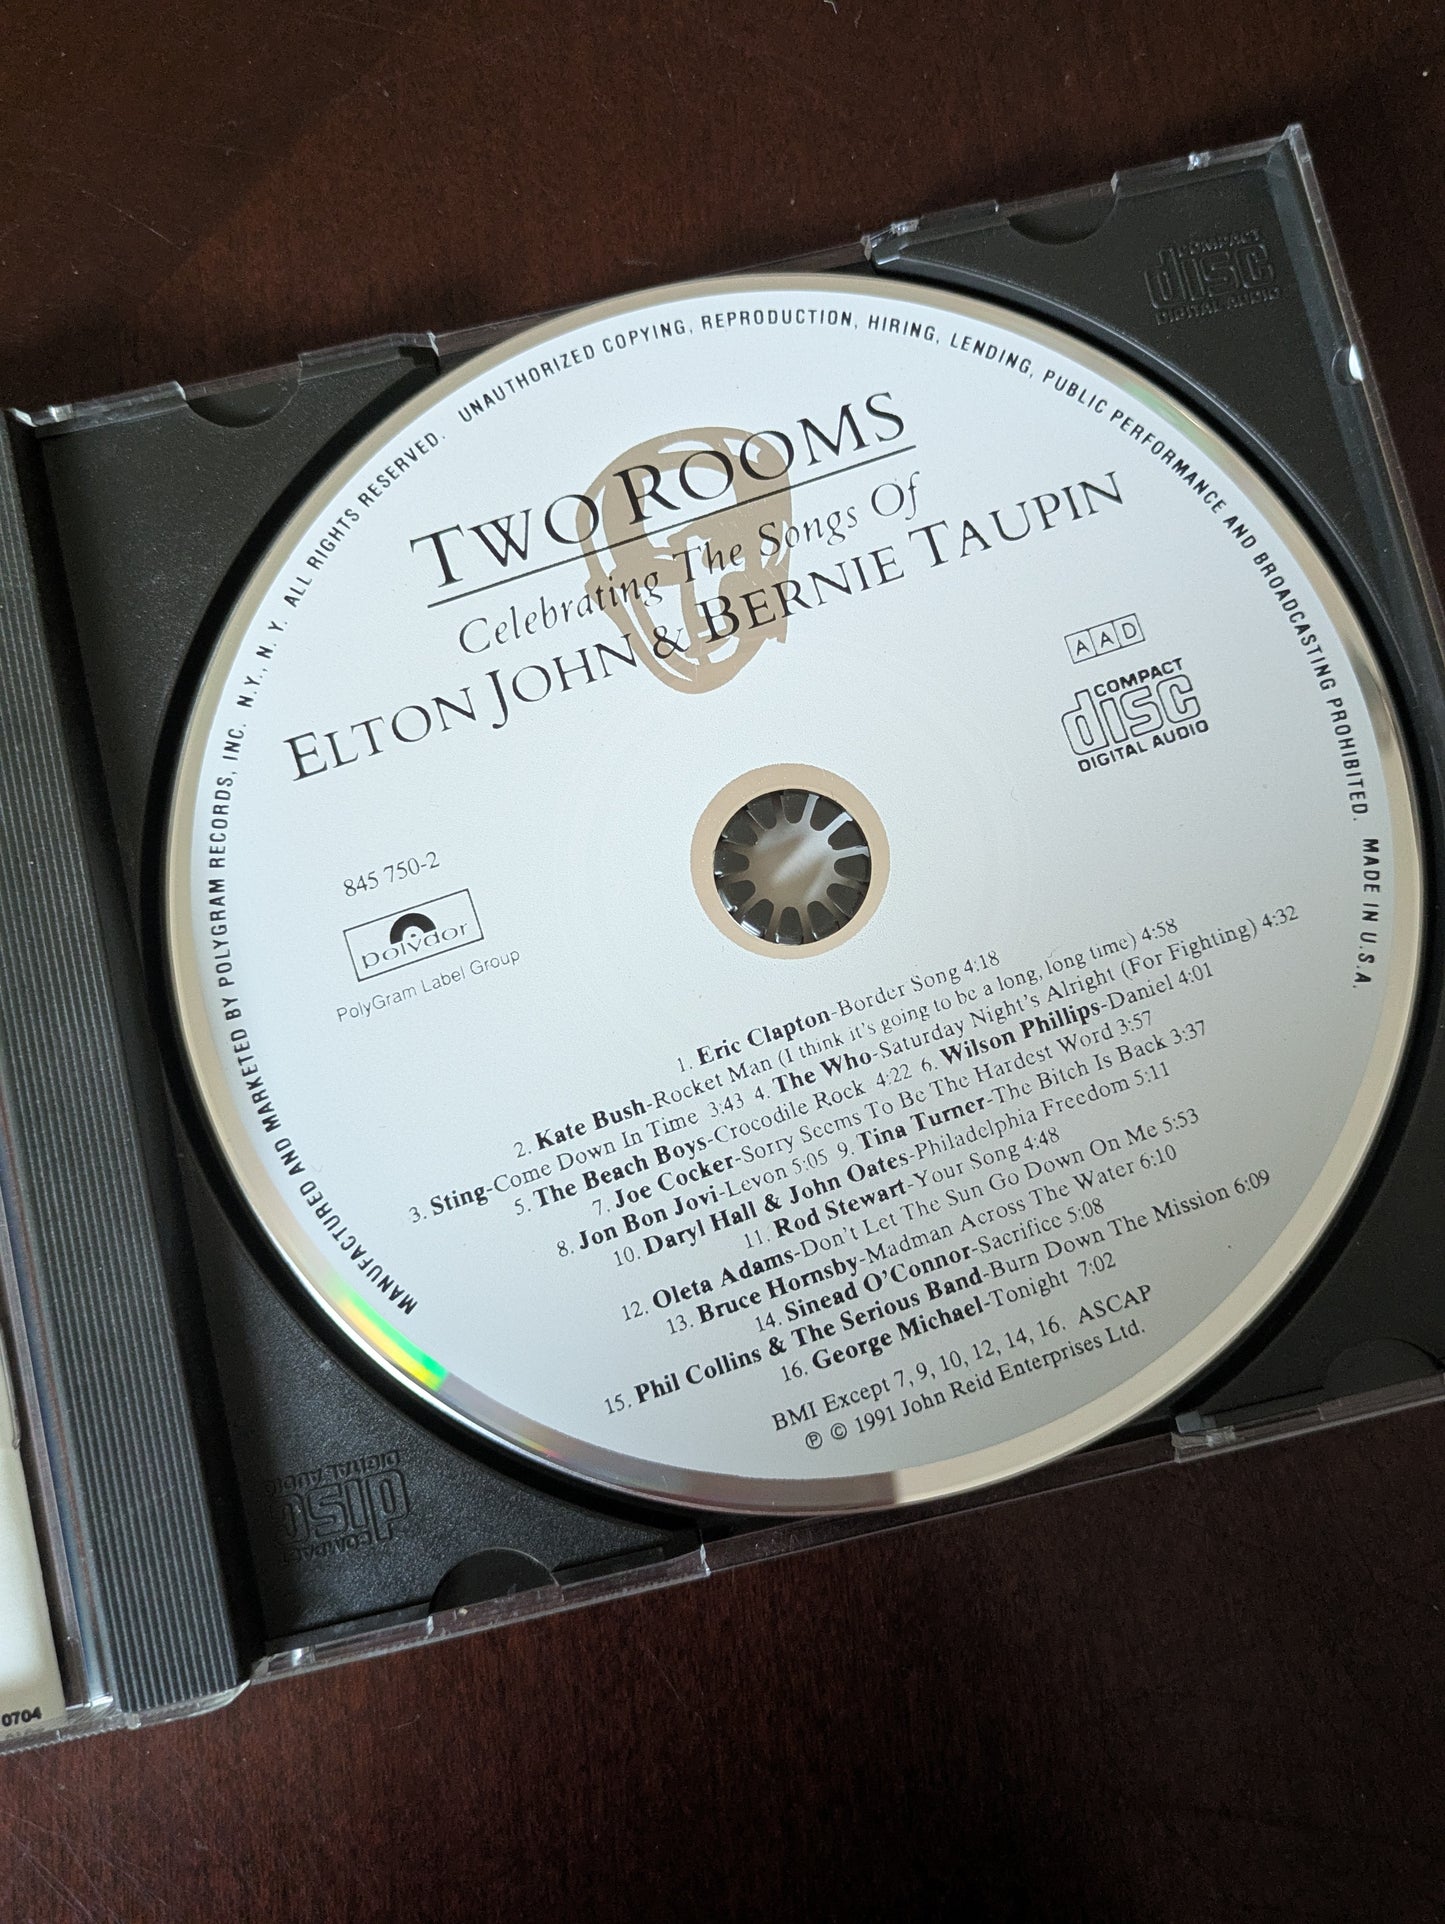 MANUFACTURED AND MARKETED BY POLYGRAM RECORDS, INC. N.Y., N.Y. ALL RIGHTS RESERVED. UNAUTHORIZED COPYING, REPRODUCTION, HIRING, LENDING, PUBLIC PERFORMANCE AND BROADCASTING PROHIBITED. MADE IN U.S.A.
TWO ROOMS
Celebrating The Songs Of
ELTON JOHN & BERNIE TAUPIN
AAD
COMPACT
disc
DIGITAL AUDIO
845 750-2
polydor
PolyGram Label Group
1. Eric Clapton-Border Song 4:18
2. Kate Bush-Rocket Man (I think it's going to be a long, long time) 4:58
3. Sting-Come Down In Time 3:43 4. The Who-Saturday Night's Alright (For Fighting) 4:32
5. The Beach Boys-Crocodile Rock 4:22 6. Wilson Phillips-Daniel 4:01
7. Joe Cocker-Sorry Seems To Be The Hardest Word 3:57
8. Jon Bon Jovi-Levon 5:05 9. Tina Turner-The Bitch Is Back 3:37
10. Daryl Hall & John Oates-Philadelphia Freedom 5:11
11. Rod Stewart-Your Song 4:48
12. Oleta Adams-Don't Let The Sun Go Down On Me 5:53
13. Bruce Hornsby-Madman Across The Water 6:10
14. Sinead O'Connor-Sacrifice 5:08
15. Phil Collins & The Serious Band-Burn Down The Mission 6:09
16. George Michael-Tonight 7:02
BMI Except 7, 9, 10, 12, 14, 16. ASCAP
℗ © 1991 John Reid Enterprises Ltd.
COMPACT
disc
DIGITAL AUDIO
COMPACT
disc
DIGITAL AUDIO
0704